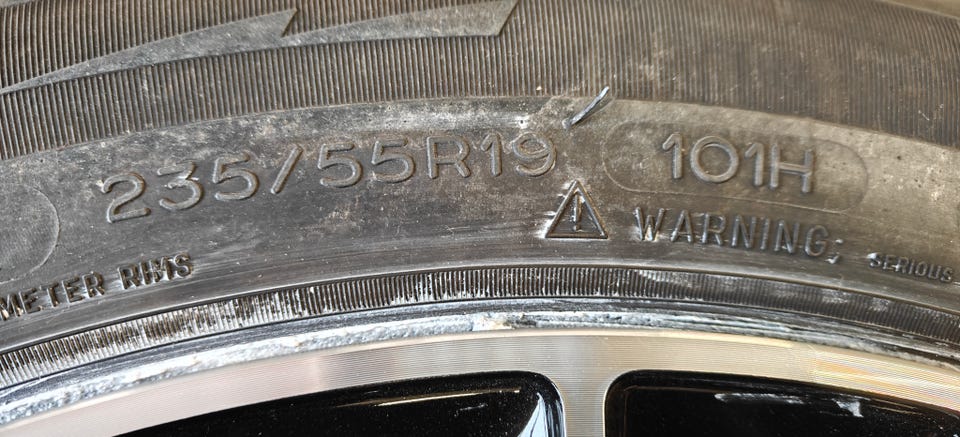 235/55R19 101H
WARNING: SERIOUS
METER RIMS